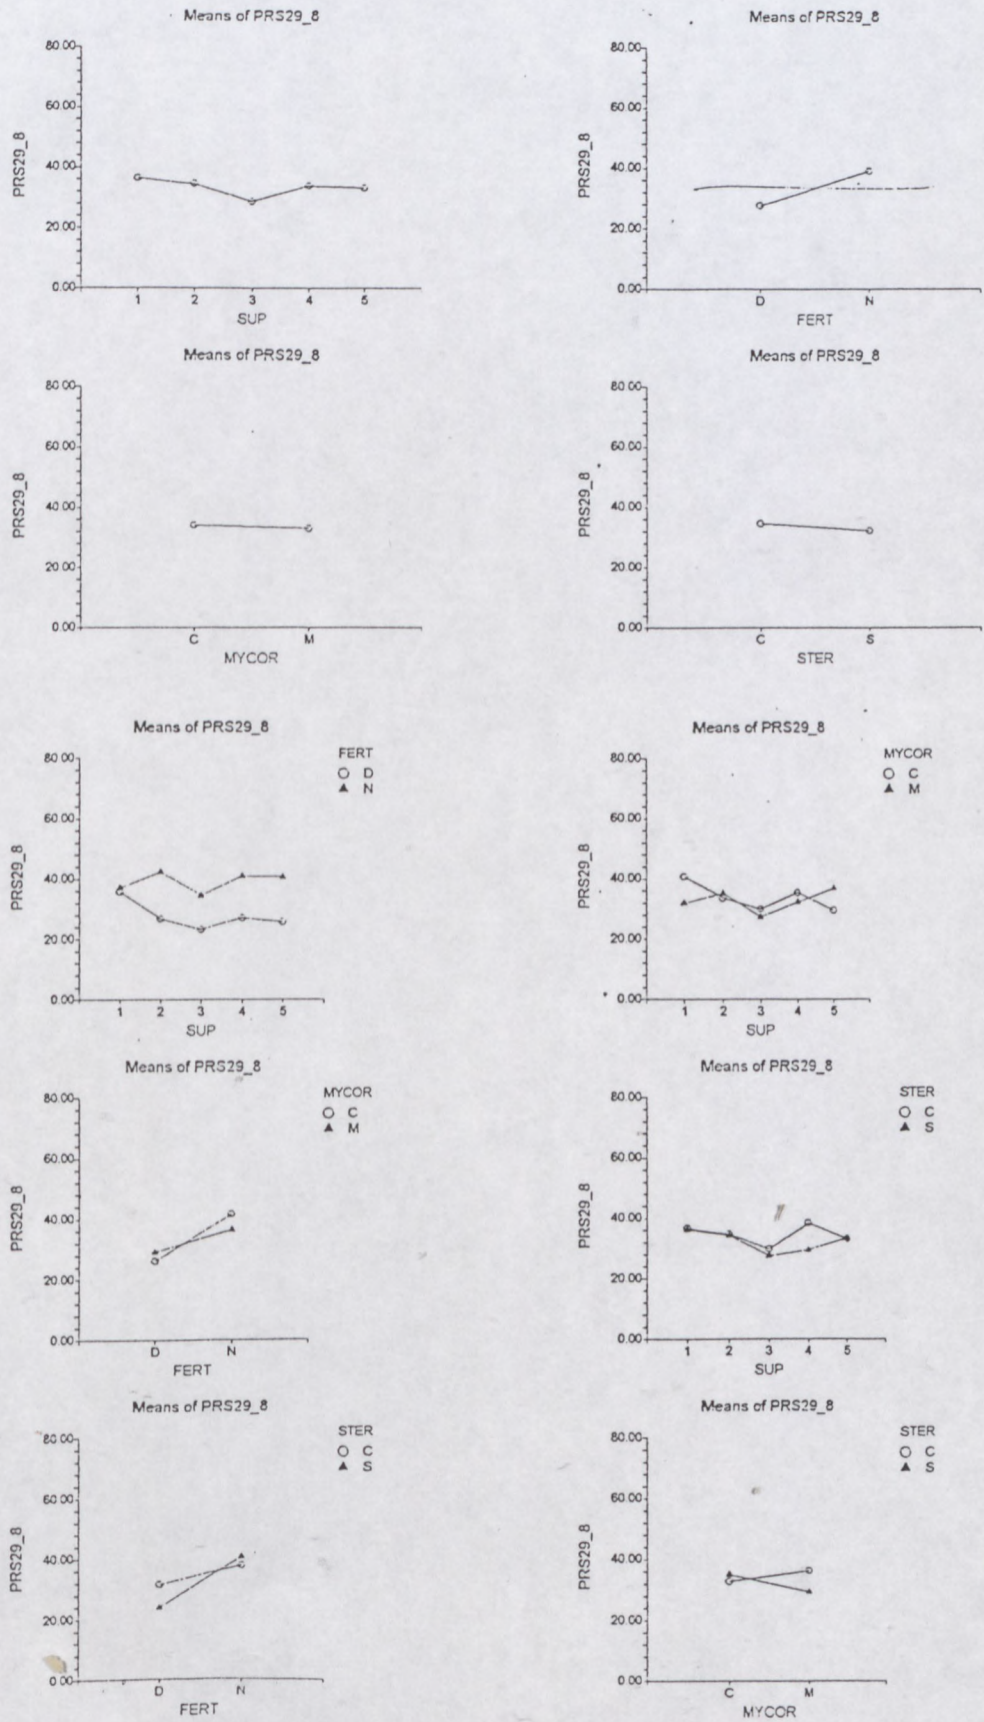 Means of PRS29_8
80.00
60.00
40.00
20.00
0.00
PRS29_8
1 2 3 4 5
SUP
Means of PRS29_8
80.00
60.00
40.00
20.00
0.00
PRS29_8
D N
FERT
Means of PRS29_8
80.00
60.00
40.00
20.00
0.00
PRS29_8
C M
MYCOR
Means of PRS29_8
80.00
60.00
40.00
20.00
0.00
PRS29_8
C S
STER
Means of PRS29_8
FERT
D
N
80.00
60.00
40.00
20.00
0.00
PRS29_8
1 2 3 4 5
SUP
Means of PRS29_8
MYCOR
C
M
80.00
60.00
40.00
20.00
0.00
PRS29_8
1 2 3 4 5
SUP
Means of PRS29_8
MYCOR
C
M
80.00
60.00
40.00
20.00
0.00
PRS29_8
D N
FERT
Means of PRS29_8
STER
C
S
80.00
60.00
40.00
20.00
0.00
PRS29_8
1 2 3 4 5
SUP
Means of PRS29_8
STER
C
S
80.00
60.00
40.00
20.00
0.00
PRS29_8
D N
FERT
Means of PRS29_8
STER
C
S
80.00
60.00
40.00
20.00
0.00
PRS29_8
C M
MYCOR